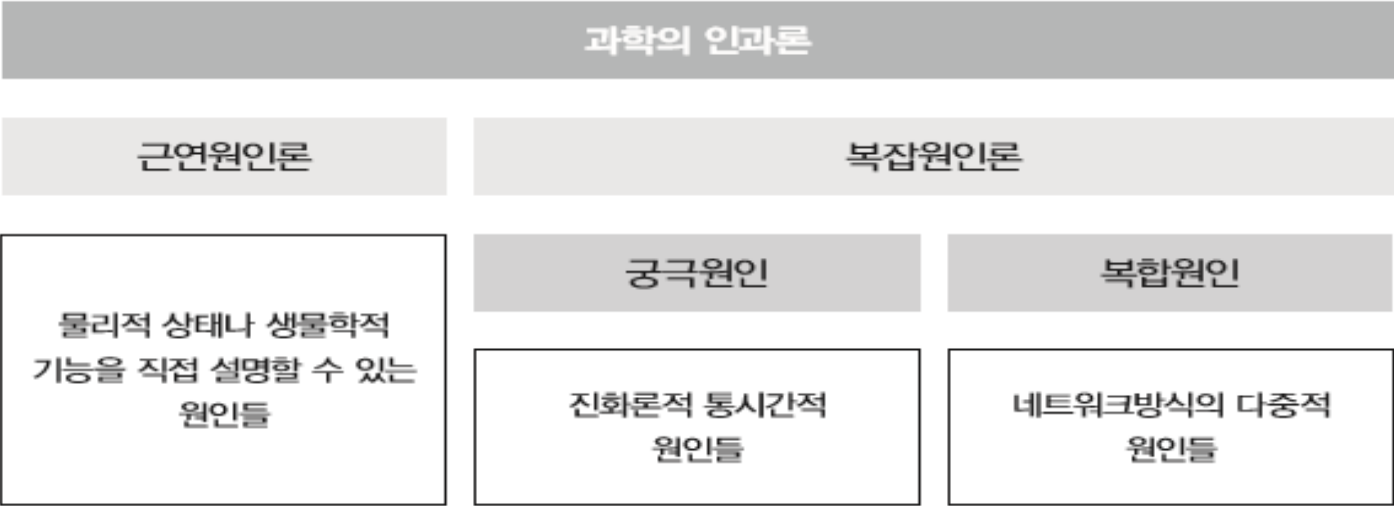 과학의 인과론
근연원인론
복잡원인론
물리적 상태나 생물학적
기능을 직접 설명할 수 있는
원인들
궁극원인
진화론적 통시간적
원인들
복합원인
네트워크방식의 다중적
원인들